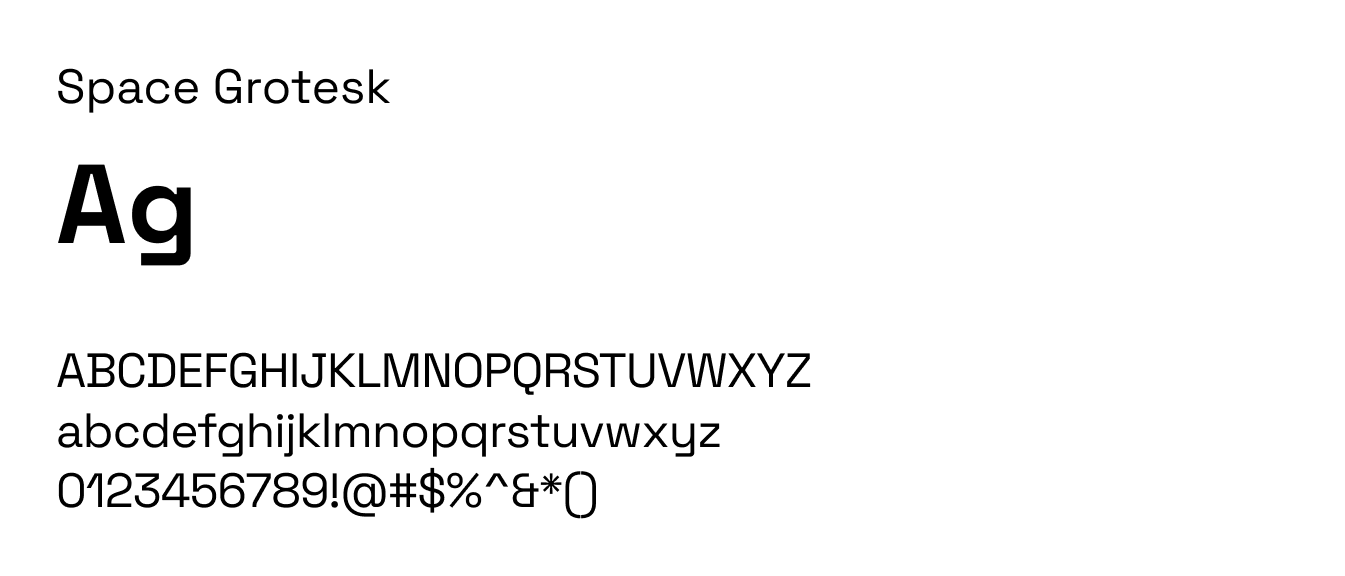 Space Grotesk
Ag
ABCDEFGHIJKLMNOPQRSTUVWXYZ
abcdefghijklmnopqrstuvwxyz
0123456789!@#$%^&*()